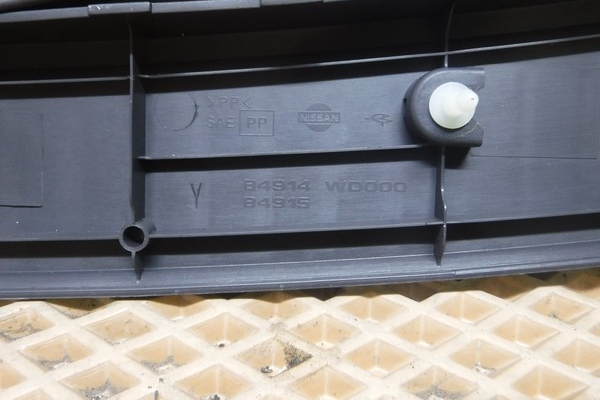 >PP<
SAE PP
NISSAN
Y
84914 WD000
84915